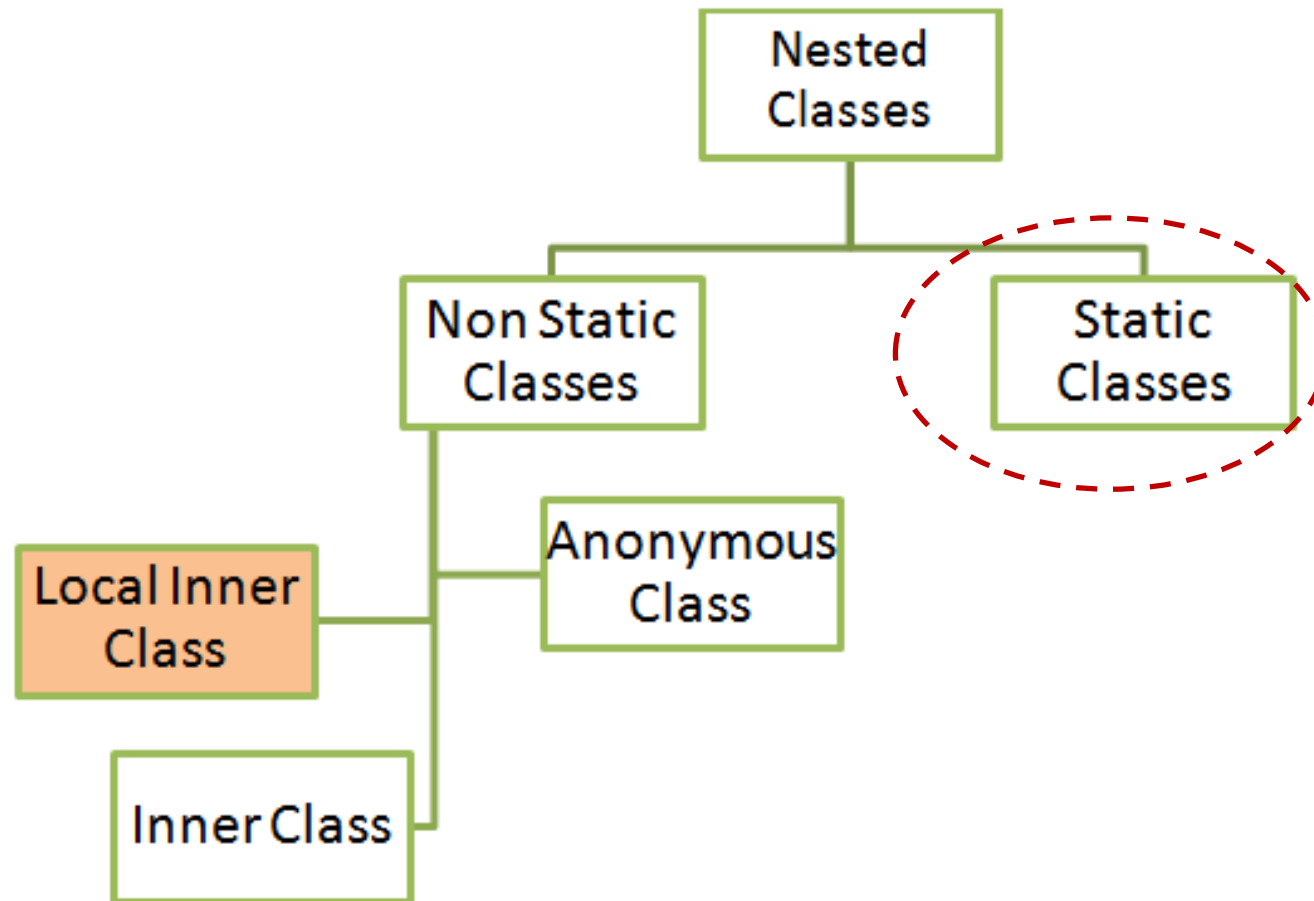 Nested
Classes
Non Static
Classes
Static
Classes
Anonymous
Class
Local Inner
Class
Inner Class